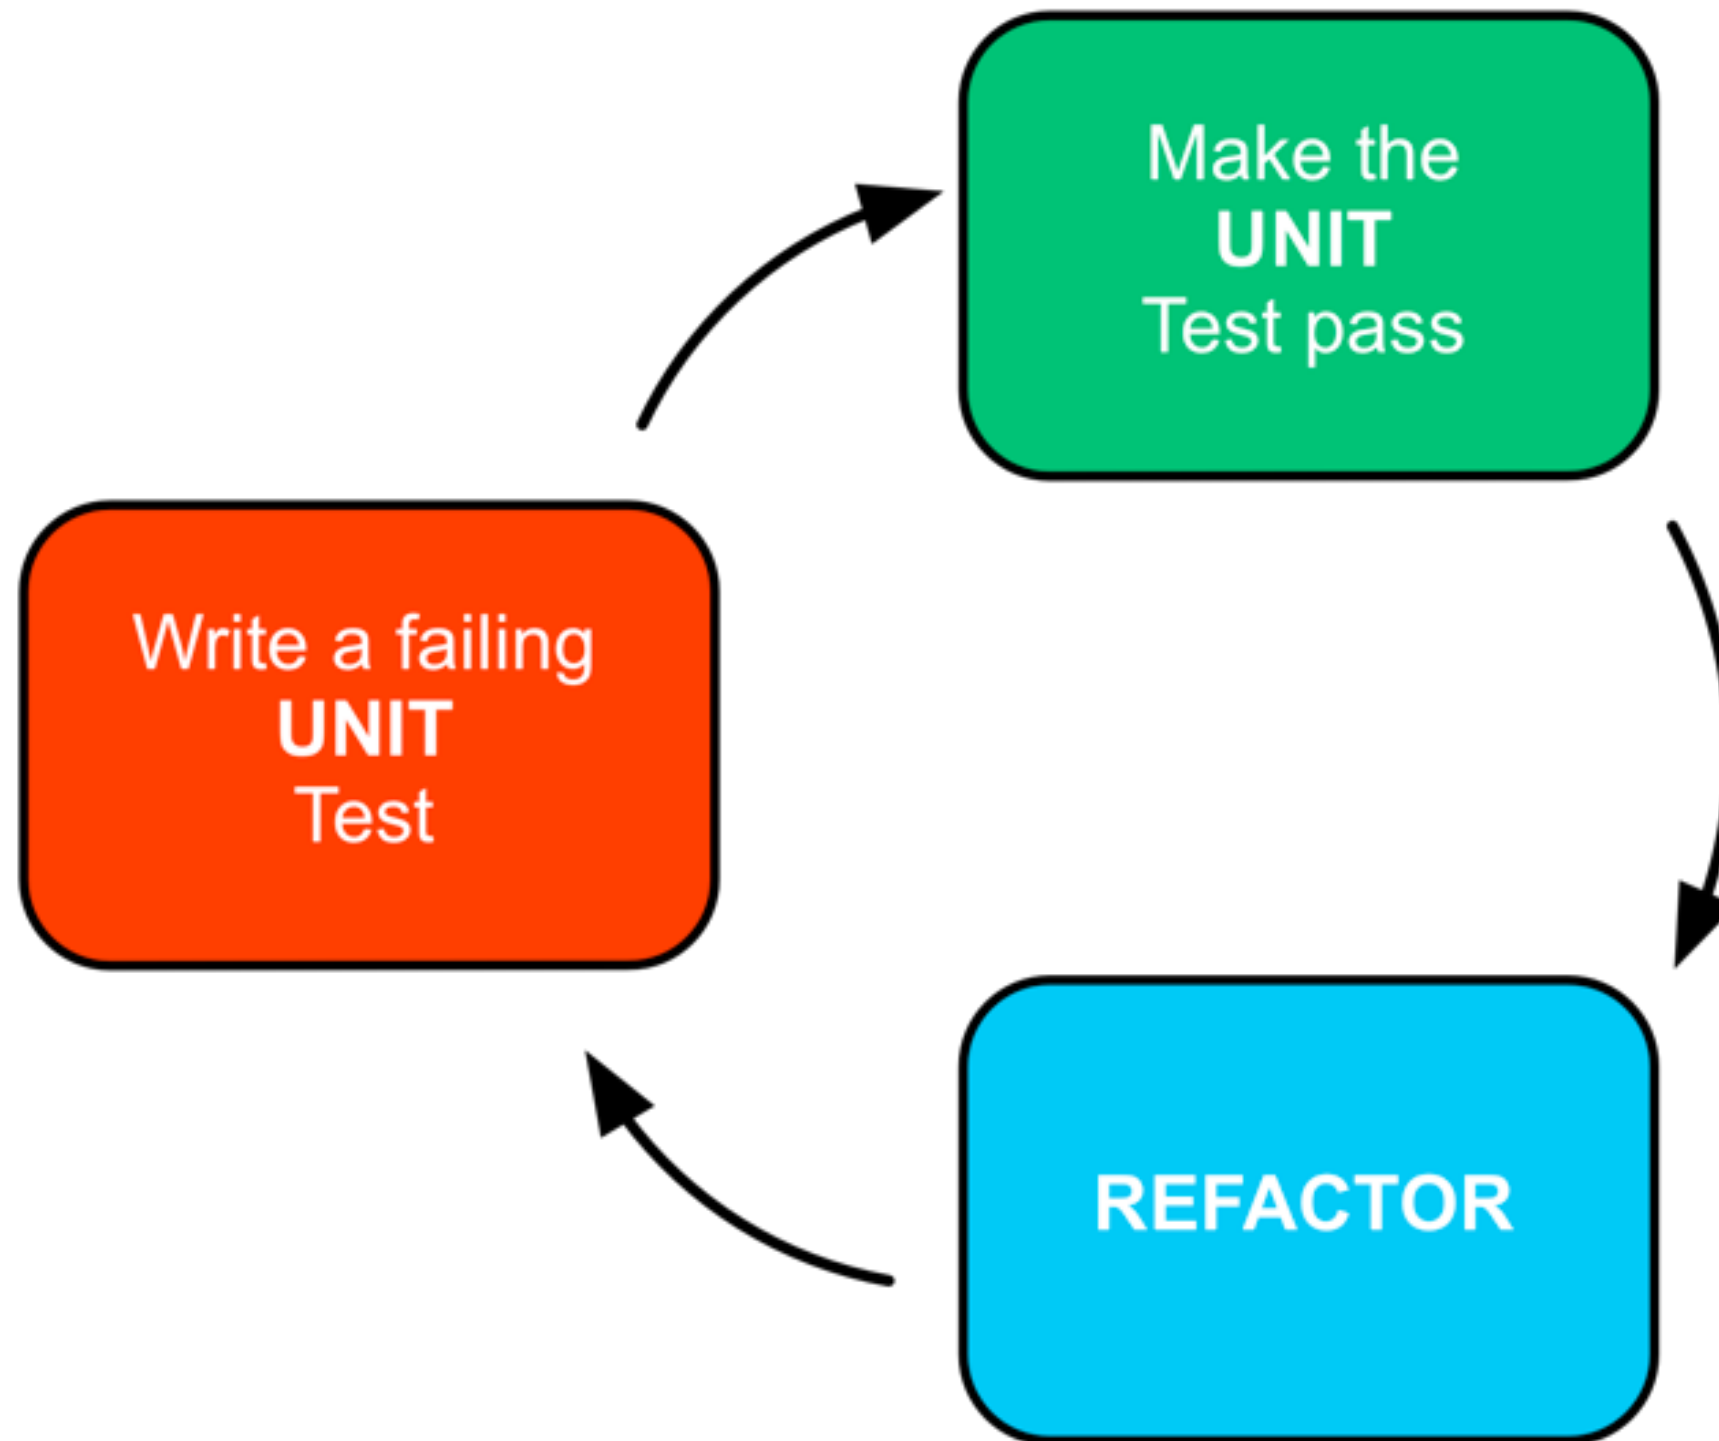 Make the
UNIT
Test pass
Write a failing
UNIT
Test
REFACTOR